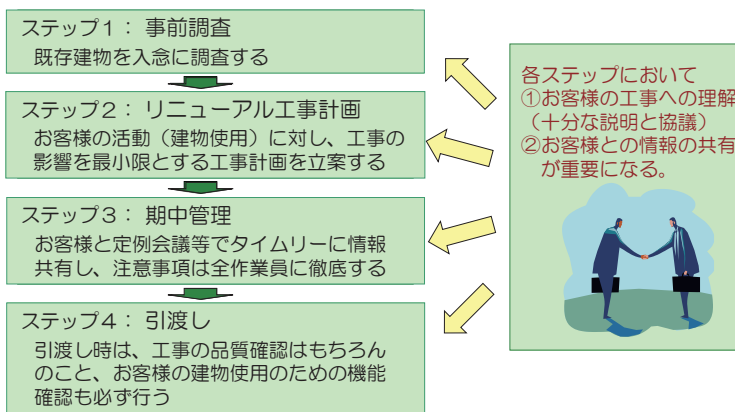 ステップ1： 事前調査
既存建物を入念に調査する
ステップ2： リニューアル工事計画
お客様の活動（建物使用）に対し、工事の
影響を最小限とする工事計画を立案する
ステップ3： 期中管理
お客様と定例会議等でタイムリーに情報
共有し、注意事項は全作業員に徹底する
ステップ4： 引渡し
引渡し時は、工事の品質確認はもちろん
のこと、お客様の建物使用のための機能
確認も必ず行う
各ステップにおいて
①お客様の工事への理解
（十分な説明と協議）
②お客様との情報の共有
が重要になる。